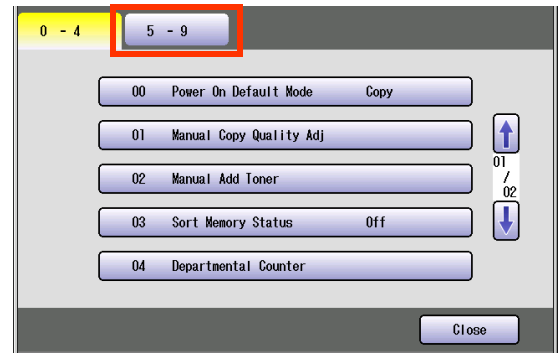 0 - 4 5 - 9
00 Power On Default Mode Copy
01 Manual Copy Quality Adj
02 Manual Add Toner
03 Sort Memory Status Off
04 Departmental Counter
01
/
02
Close